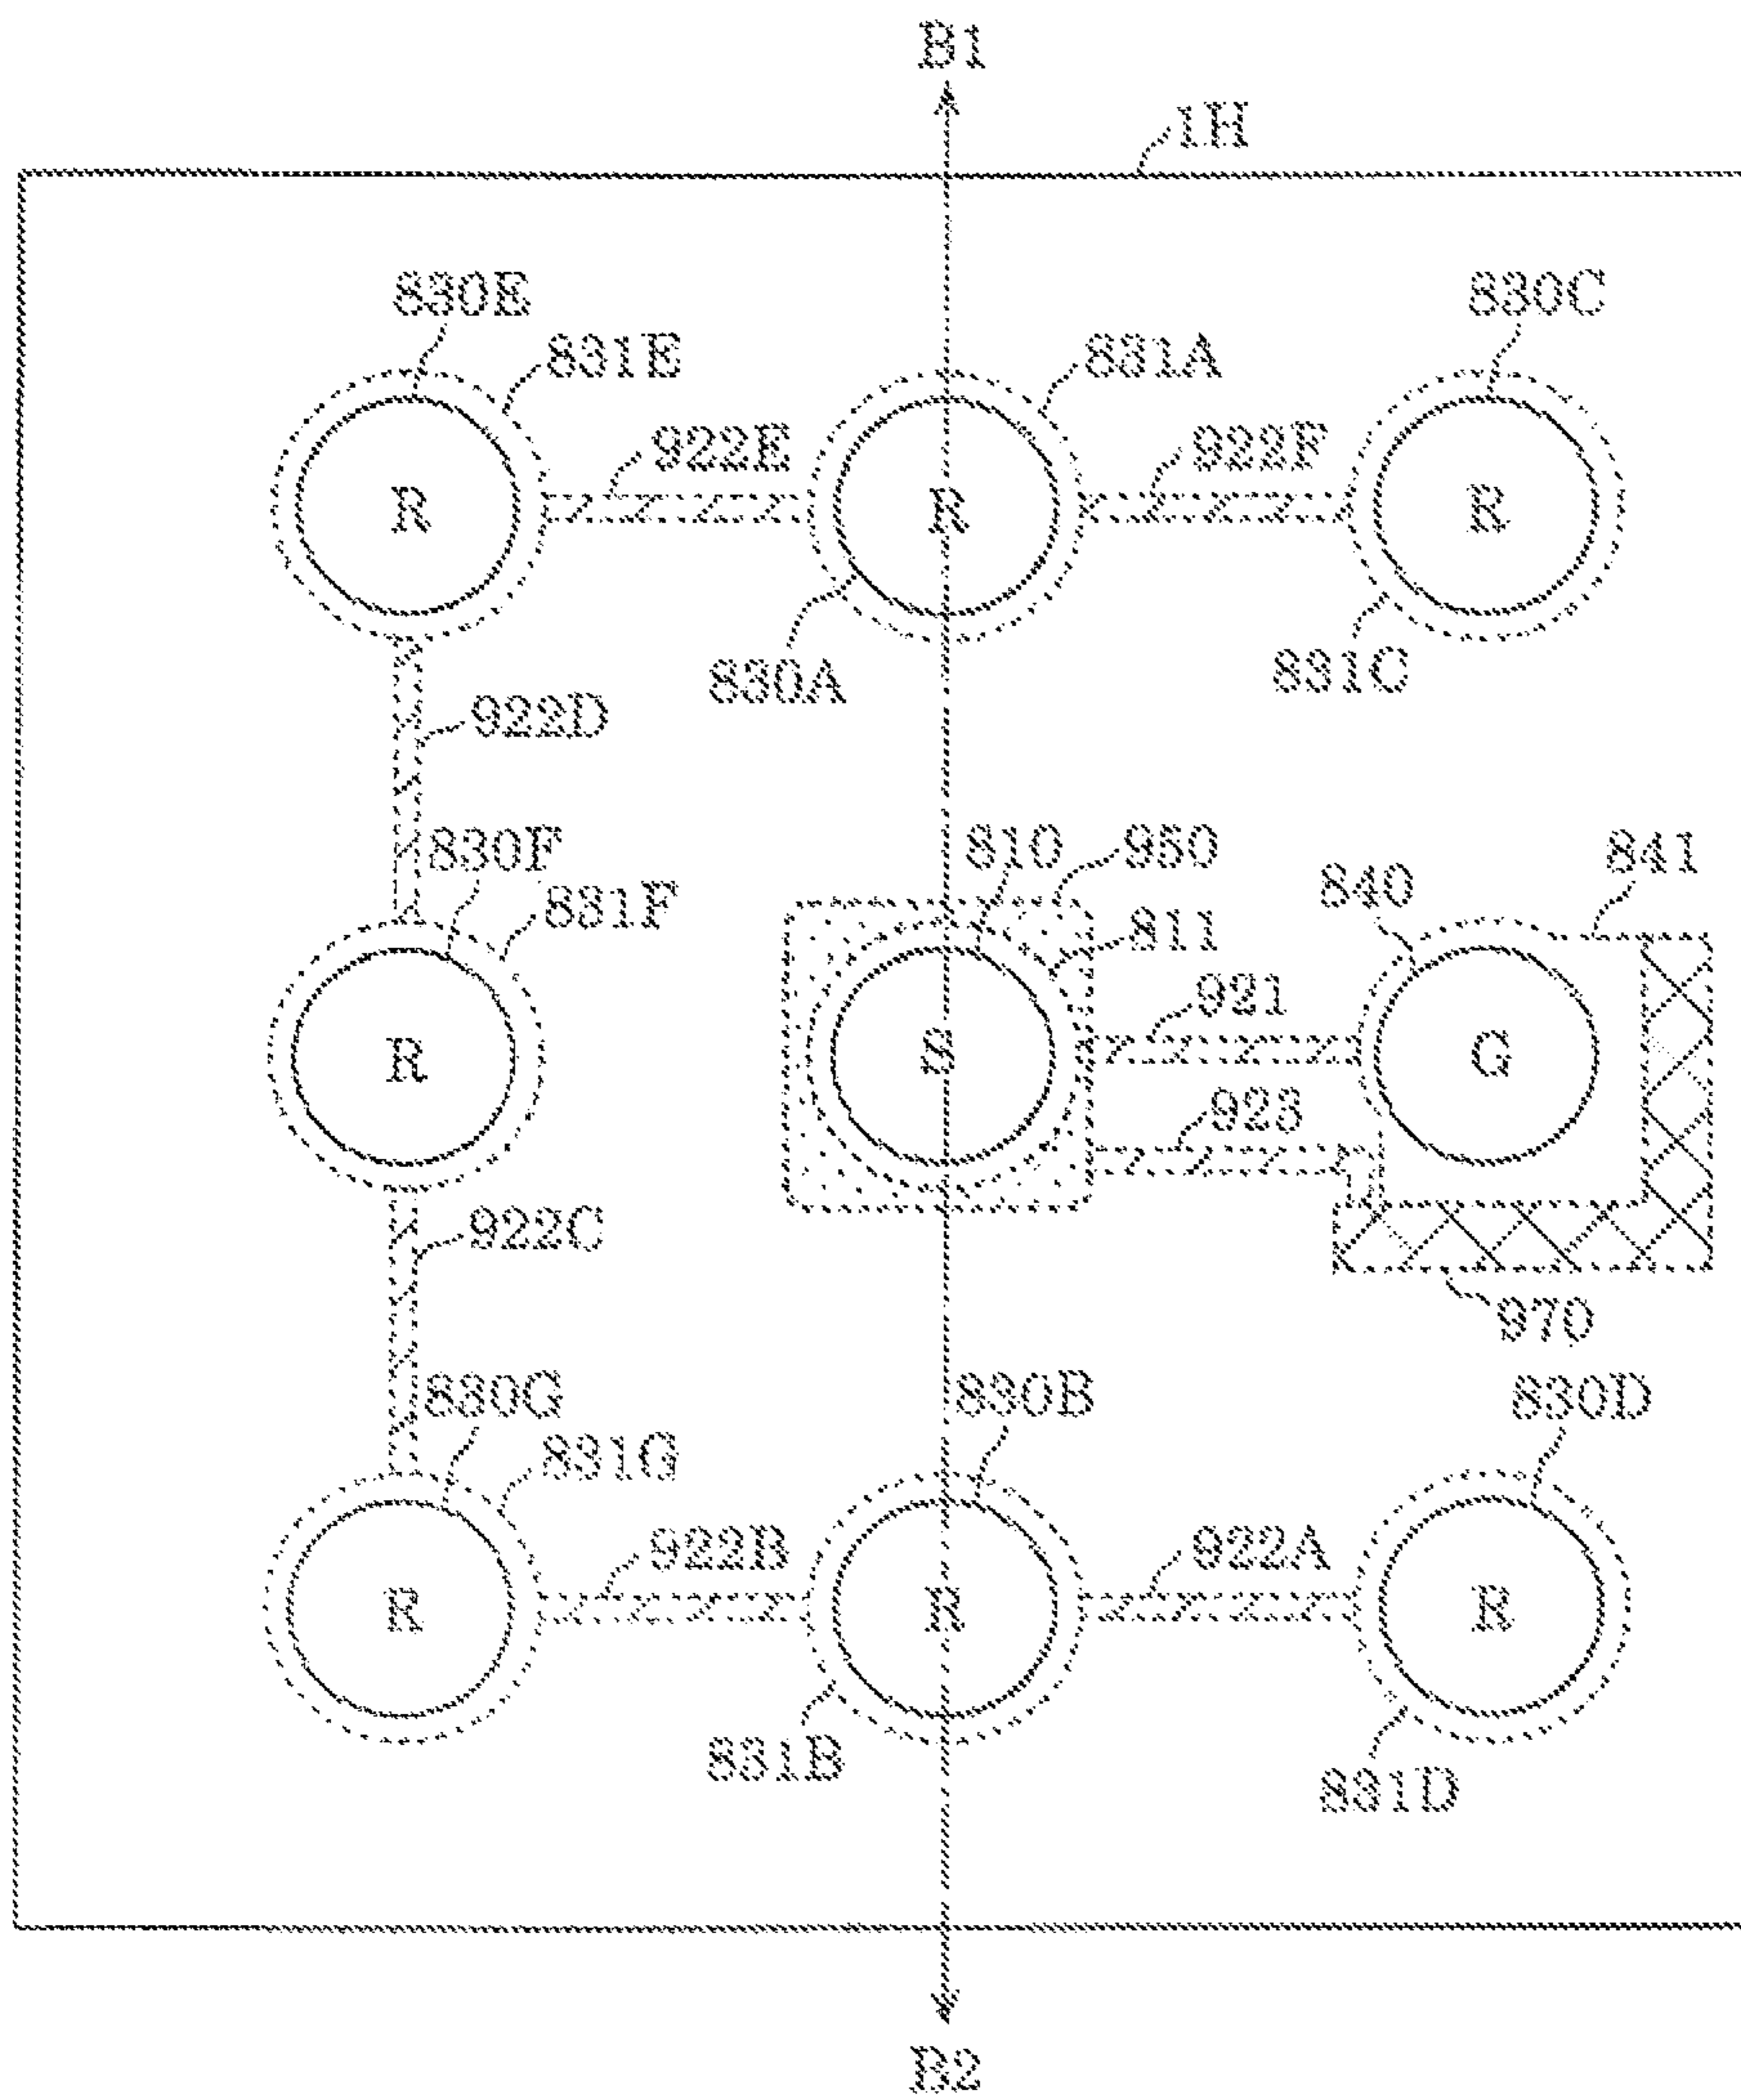 B1
1H
830E
830C
831E
831A
922E
922F
R
R
R
830A
831C
922D
830F
810
950
841
840
831F
811
921
R
S
G
923
922C
970
830G
830B
830D
831G
922B
922A
R
R
R
831B
831D
B2